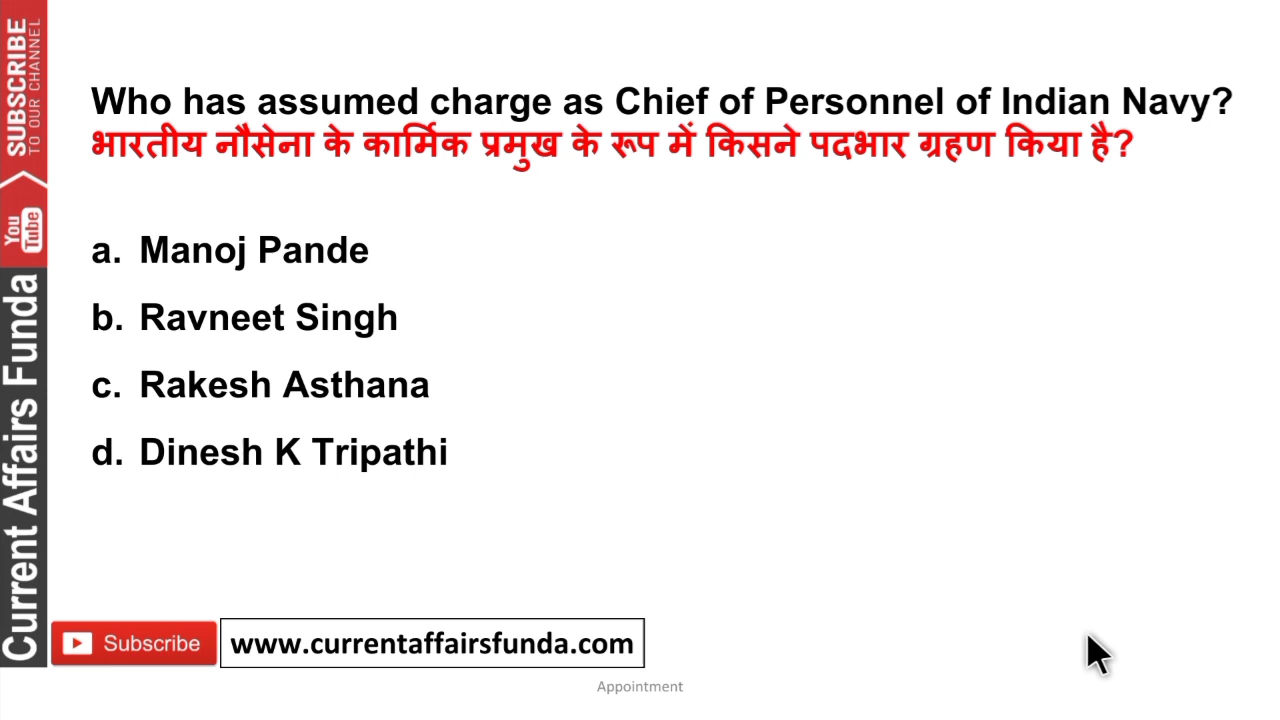 Who has assumed charge as Chief of Personnel of Indian Navy?
भारतीय नौसेना के कार्मिक प्रमुख के रूप में किसने पदभार ग्रहण किया है?
a. Manoj Pande
b. Ravneet Singh
c. Rakesh Asthana
d. Dinesh K Tripathi
SUBSCRIBE
TO OUR CHANNEL
You
Tube
Current Affairs Funda
Subscribe
www.currentaffairsfunda.com
Appointment